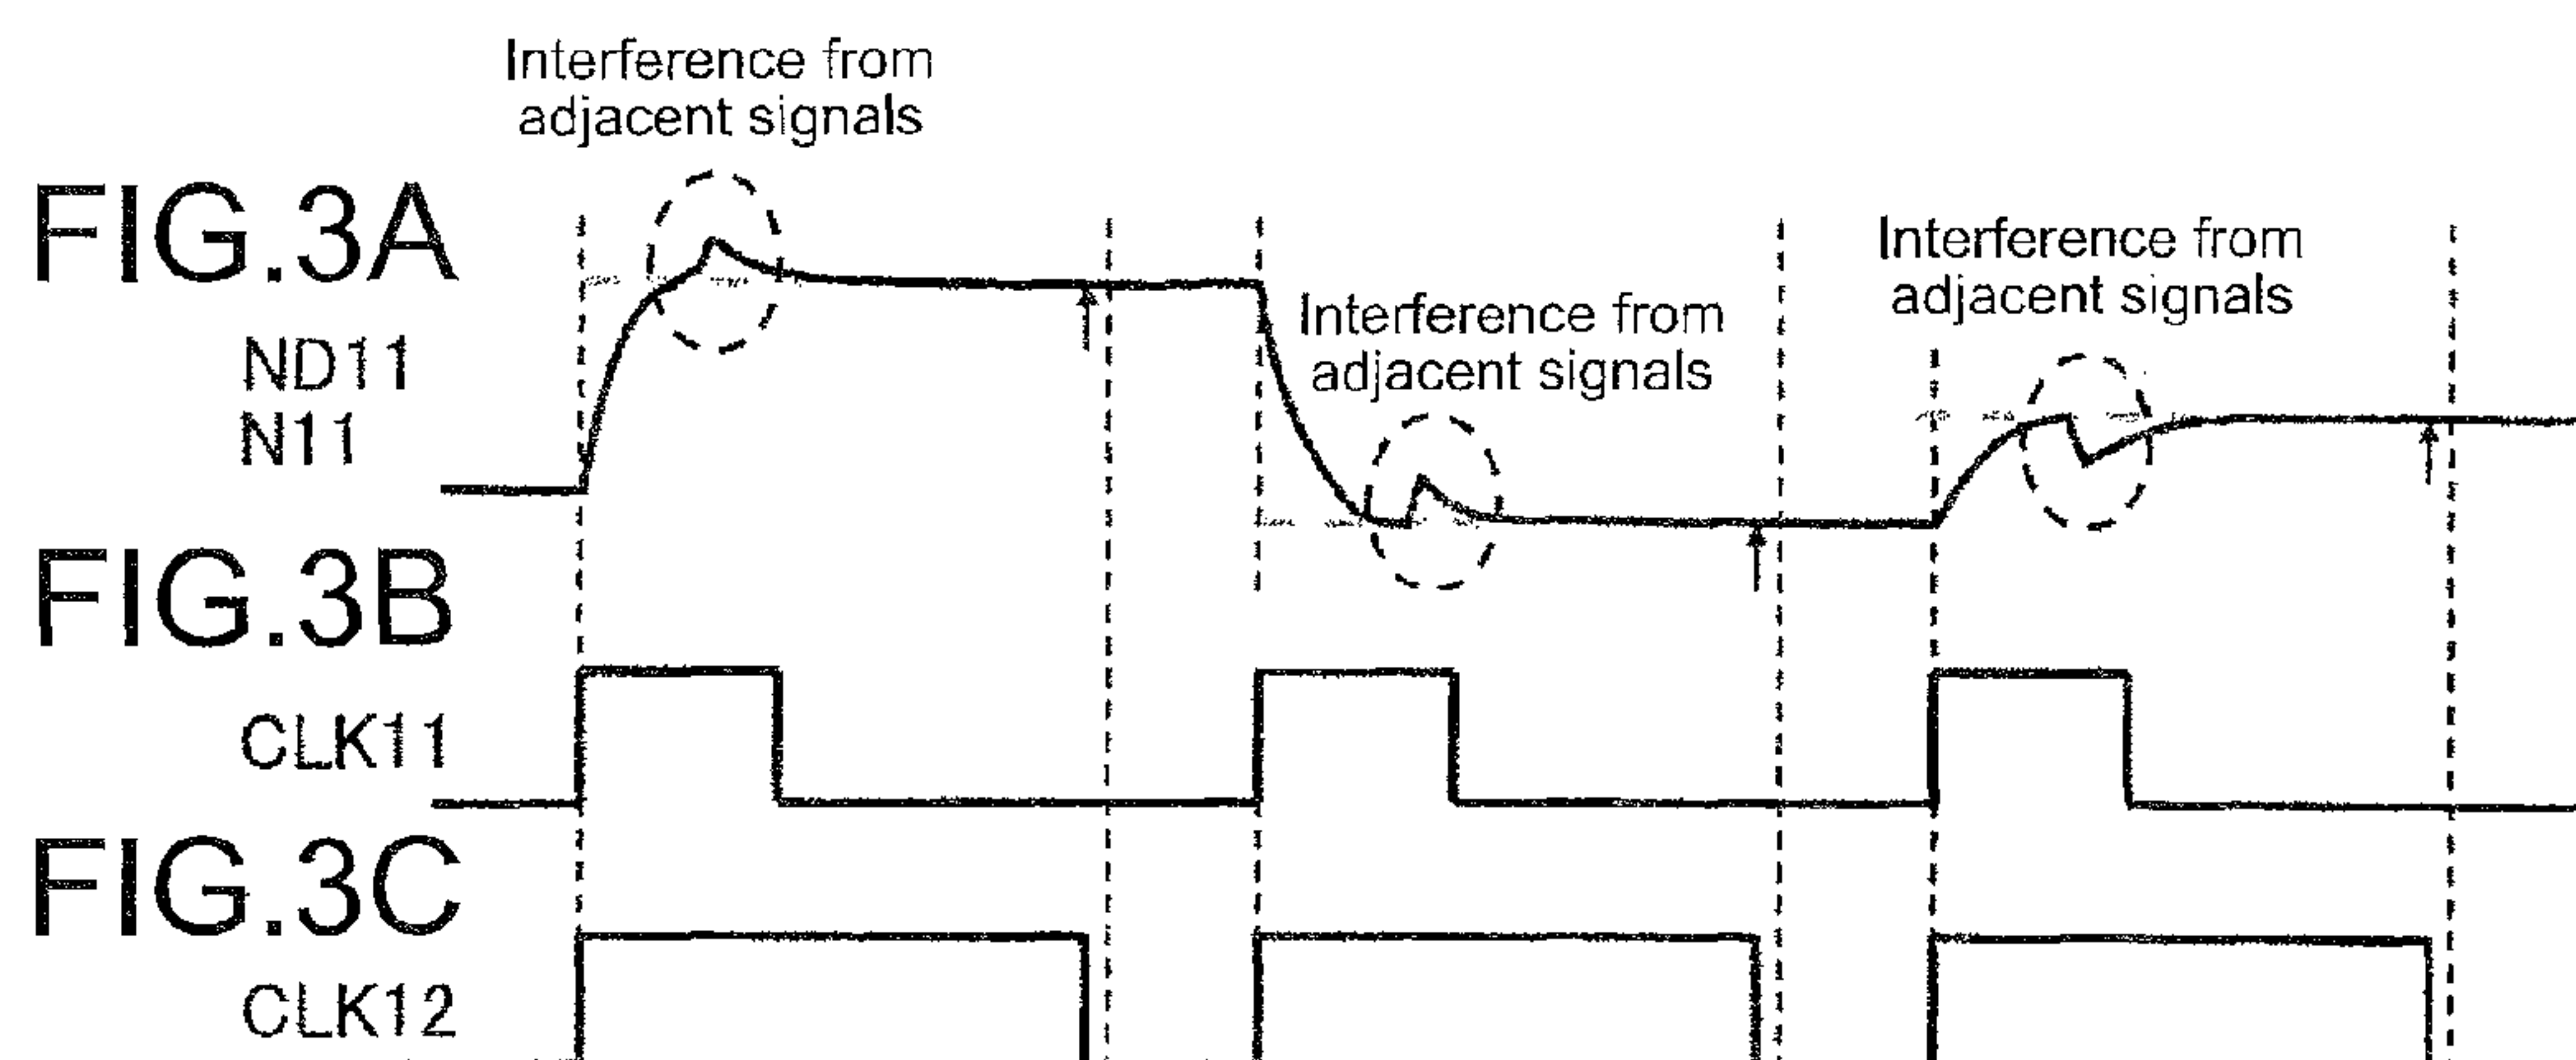 Interference from
adjacent signals
FIG.3A
Interference from
adjacent signals
Interference from
adjacent signals
ND11
N11
FIG.3B
CLK11
FIG.3C
CLK12